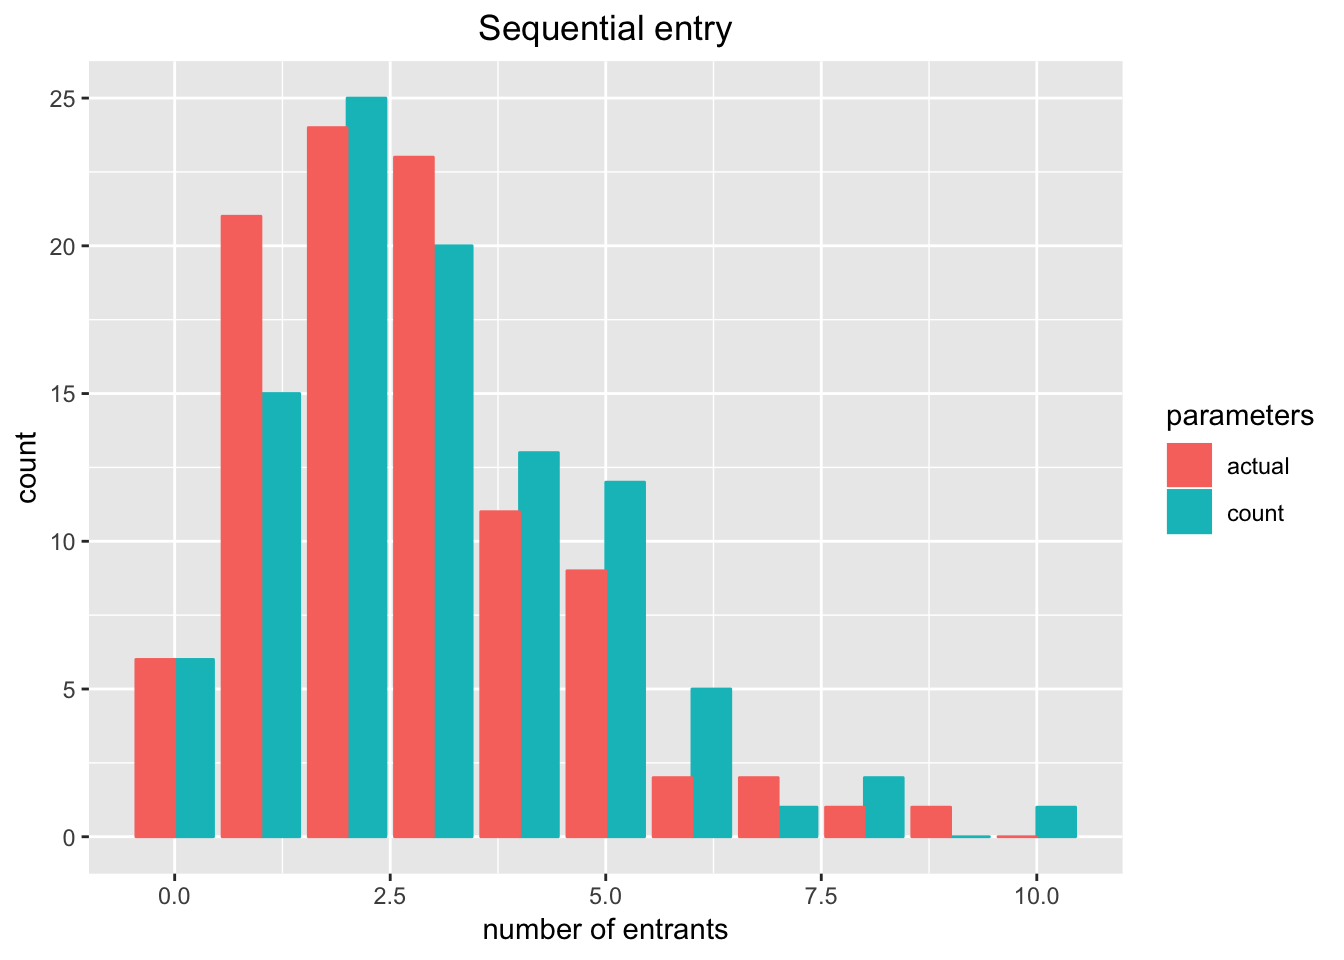 Sequential entry
25
20
15
10
5
0
count
0.0 2.5 5.0 7.5 10.0
number of entrants
parameters
actual
count